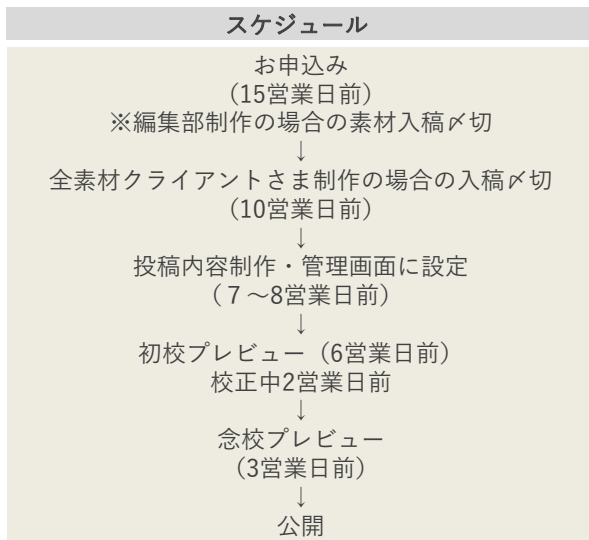 スケジュール
お申込み
（15営業日前）
※編集部制作の場合の素材入稿〆切
↓
全素材クライアントさま制作の場合の入稿〆切
（10営業日前）
↓
投稿内容制作・管理画面に設定
（７～8営業日前）
↓
初校プレビュー（6営業日前）
校正中2営業日前
↓
念校プレビュー
（3営業日前）
↓
公開